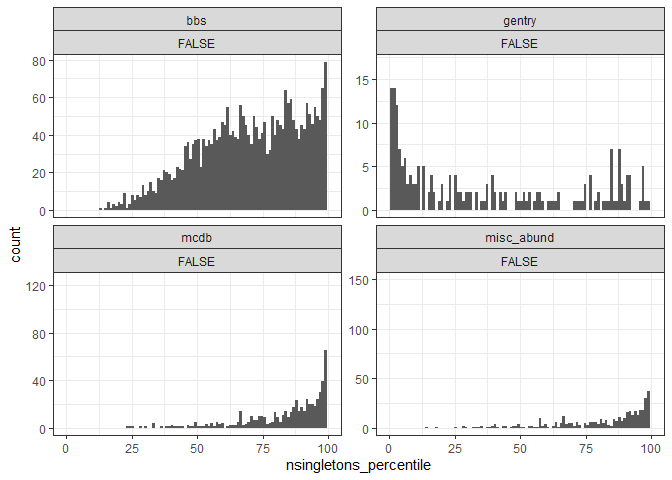 bbs
FALSE
gentry
FALSE
80
60
40
20
0
15
10
5
0
mcdb
FALSE
misc_abund
FALSE
120
80
40
0
150
100
50
0
0 25 50 75 100
0 25 50 75 100
count
nsingletons_percentile